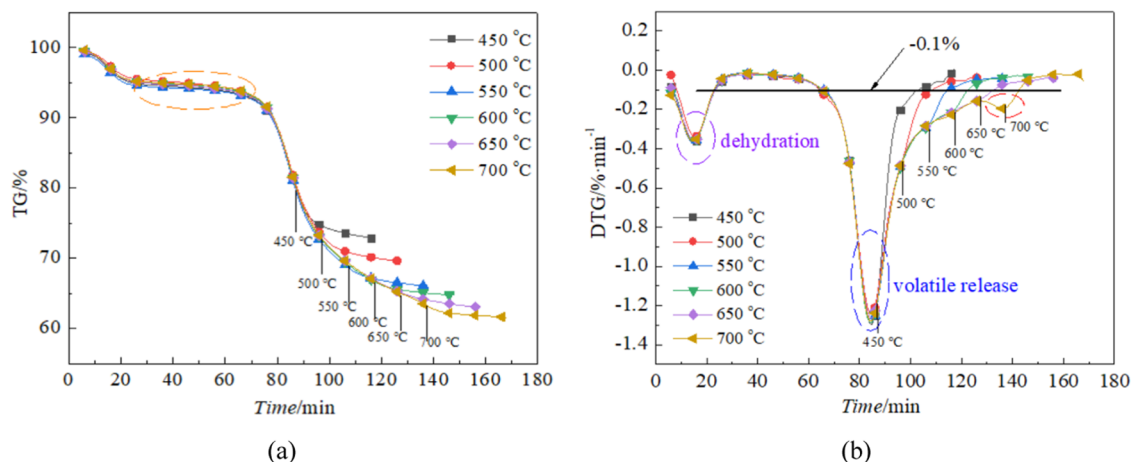 (a)
100
90
80
70
60
TG/%
0 20 40 60 80 100 120 140 160 180
Time/min
450 °C
500 °C
550 °C
600 °C
650 °C
700 °C
450 °C
500 °C
550 °C
600 °C
650 °C
700 °C
(a)
(b)
0.2
0.0
-0.2
-0.4
-0.6
-0.8
-1.0
-1.2
-1.4
DTG/%·min⁻¹
0 20 40 60 80 100 120 140 160 180
Time/min
-0.1%
dehydration
volatile release
450 °C
500 °C
550 °C
600 °C
650 °C
700 °C
450 °C
500 °C
550 °C
600 °C
650 °C
700 °C
(b)